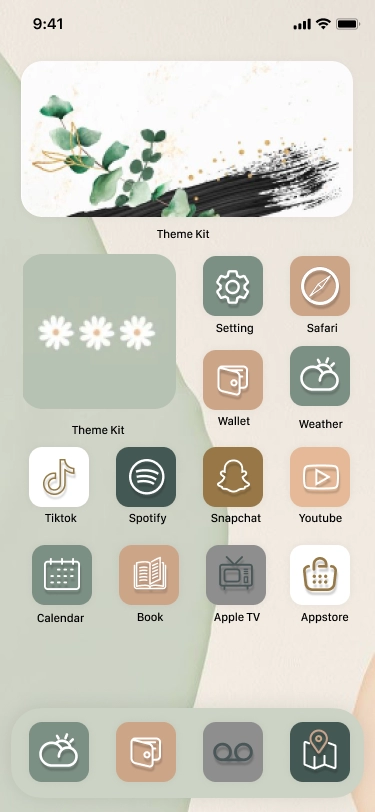 9:41
Theme Kit
Setting
Safari
Theme Kit
Wallet
Weather
Tiktok
Spotify
Snapchat
Youtube
Calendar
Book
Apple TV
Appstore